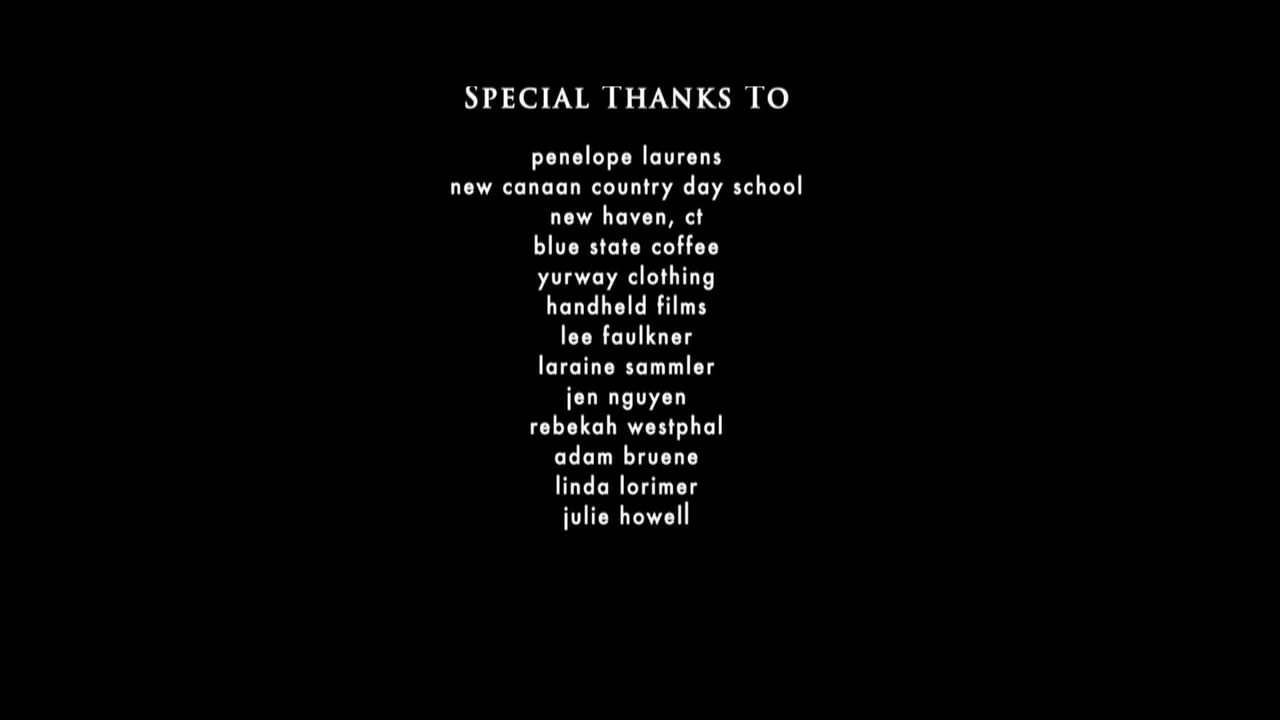 Special Thanks To
penelope laurens
new canaan country day school
new haven, ct
blue state coffee
yurway clothing
handheld films
lee faulkner
laraine sammler
jen nguyen
rebekah westphal
adam bruene
linda lorimer
julie howell